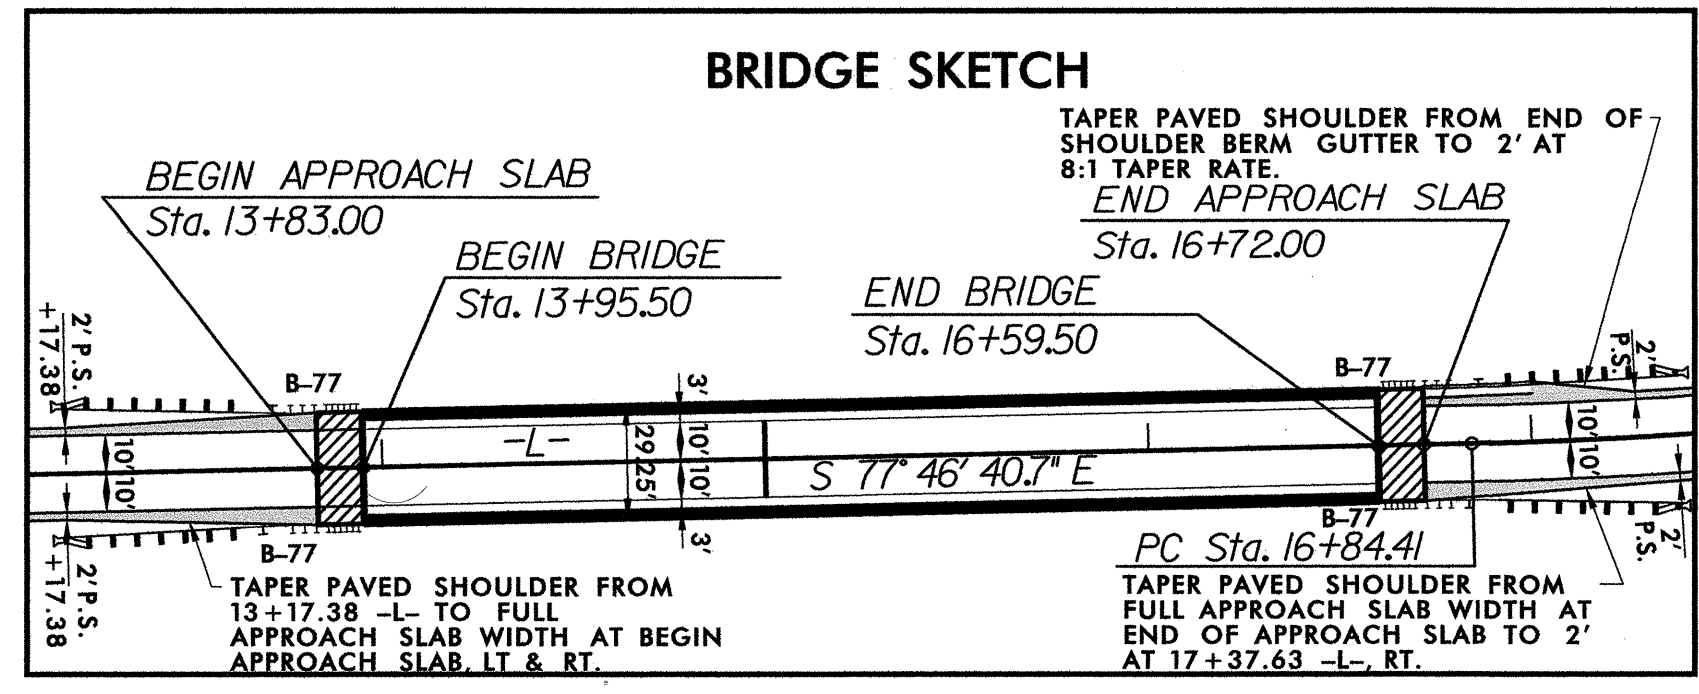 BRIDGE SKETCH
TAPER PAVED SHOULDER FROM END OF
SHOULDER BERM GUTTER TO 2' AT
8:1 TAPER RATE.
BEGIN APPROACH SLAB
Sta. 13+83.00
END APPROACH SLAB
Sta. 16+72.00
BEGIN BRIDGE
Sta. 13+95.50
END BRIDGE
Sta. 16+59.50
+17.38
2' P.S.
B-77
3'
B-77
2'
P.S.
10'
10'
-L-
29.25'
10'
10'
S 77° 46' 40.7" E
10'
10'
B-77
3'
B-77
PC Sta. 16+84.41
2'
P.S.
+17.38
2' P.S.
TAPER PAVED SHOULDER FROM
13+17.38 -L- TO FULL
APPROACH SLAB WIDTH AT BEGIN
APPROACH SLAB, LT & RT.
TAPER PAVED SHOULDER FROM
FULL APPROACH SLAB WIDTH AT
END OF APPROACH SLAB TO 2'
AT 17+37.63 -L-, RT.